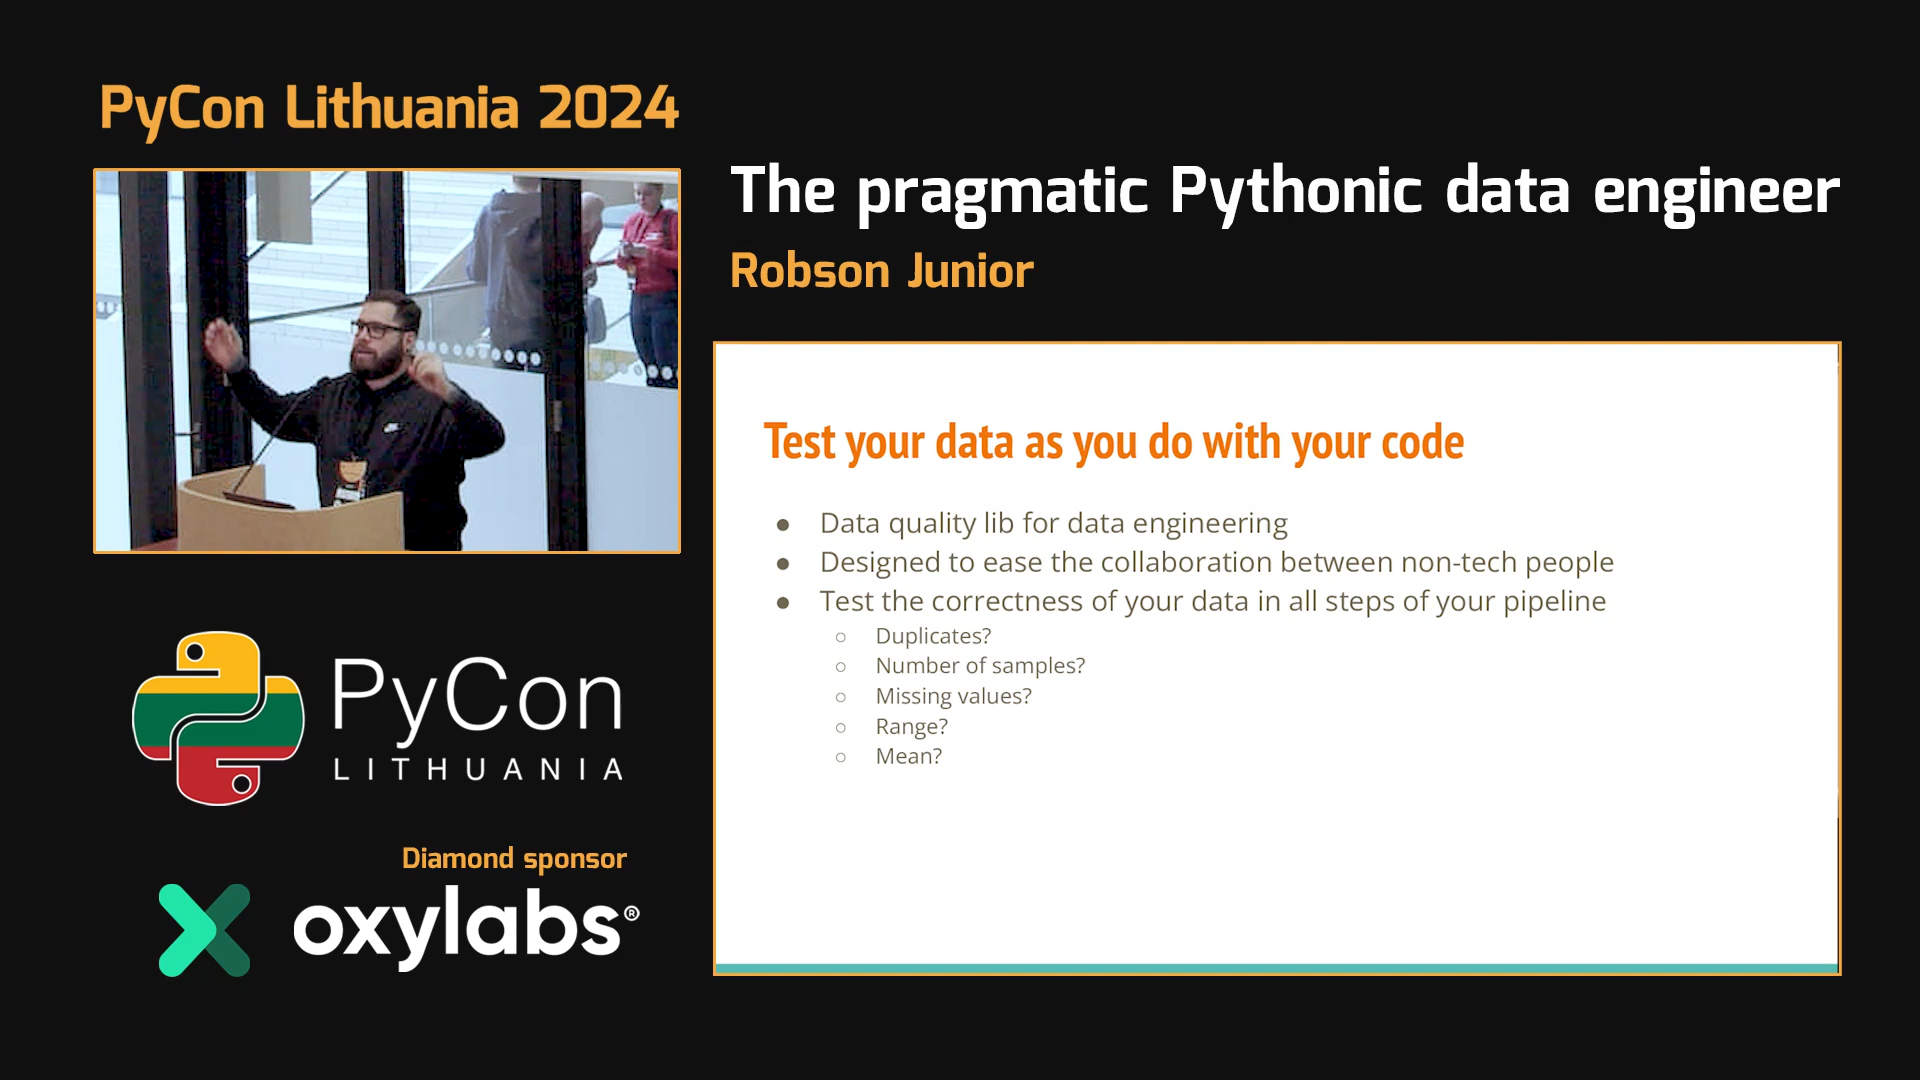 PyCon Lithuania 2024
The pragmatic Pythonic data engineer
Robson Junior
Test your data as you do with your code
● Data quality lib for data engineering
● Designed to ease the collaboration between non-tech people
● Test the correctness of your data in all steps of your pipeline
○ Duplicates?
○ Number of samples?
○ Missing values?
○ Range?
○ Mean?
PyCon
LITHUANIA
Diamond sponsor
oxylabs®